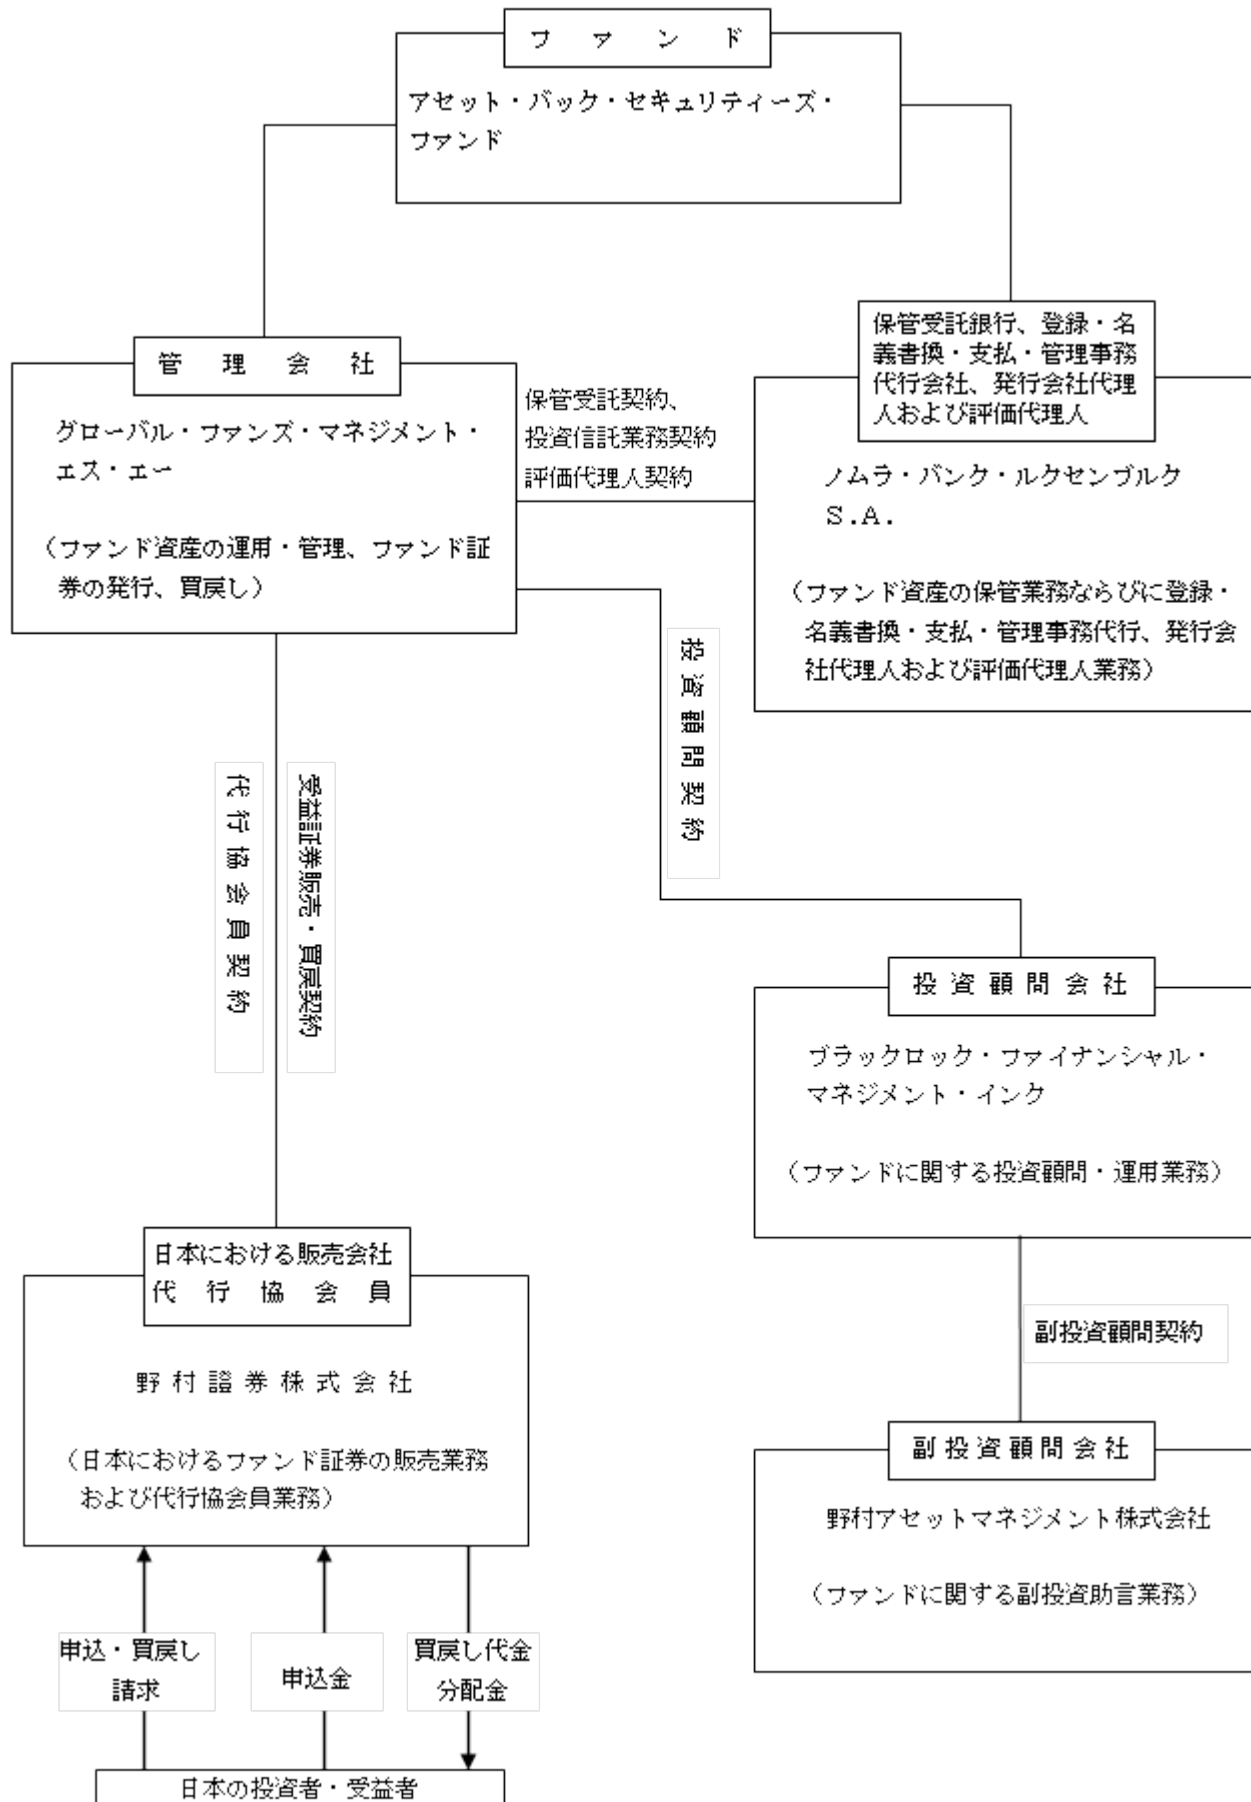 ファンド
アセット・バック・セキュリティーズ・
ファンド
管理会社
グローバル・ファンズ・マネジメント・
エス・エー
（ファンド資産の運用・管理、ファンド証
券の発行、買戻し）
保管受託契約、
投資信託業務契約
評価代理人契約
保管受託銀行、登録・名
義書換・支払・管理事務
代行会社、発行会社代理
人および評価代理人
ノムラ・バンク・ルクセンブルク
S.A.
（ファンド資産の保管業務ならびに登録・
名義書換・支払・管理事務代行、発行会
社代理人および評価代理人業務）
投資顧問契約
代行協会員契約
受益証券販売・買戻契約
投資顧問会社
ブラックロック・ファイナンシャル・
マネジメント・インク
（ファンドに関する投資顧問・運用業務）
日本における販売会社
代行協会員
野村證券株式会社
（日本におけるファンド証券の販売業務
および代行協会員業務）
副投資顧問契約
副投資顧問会社
野村アセットマネジメント株式会社
（ファンドに関する副投資助言業務）
申込・買戻し
請求
申込金
買戻し代金
分配金
日本の投資者・受益者